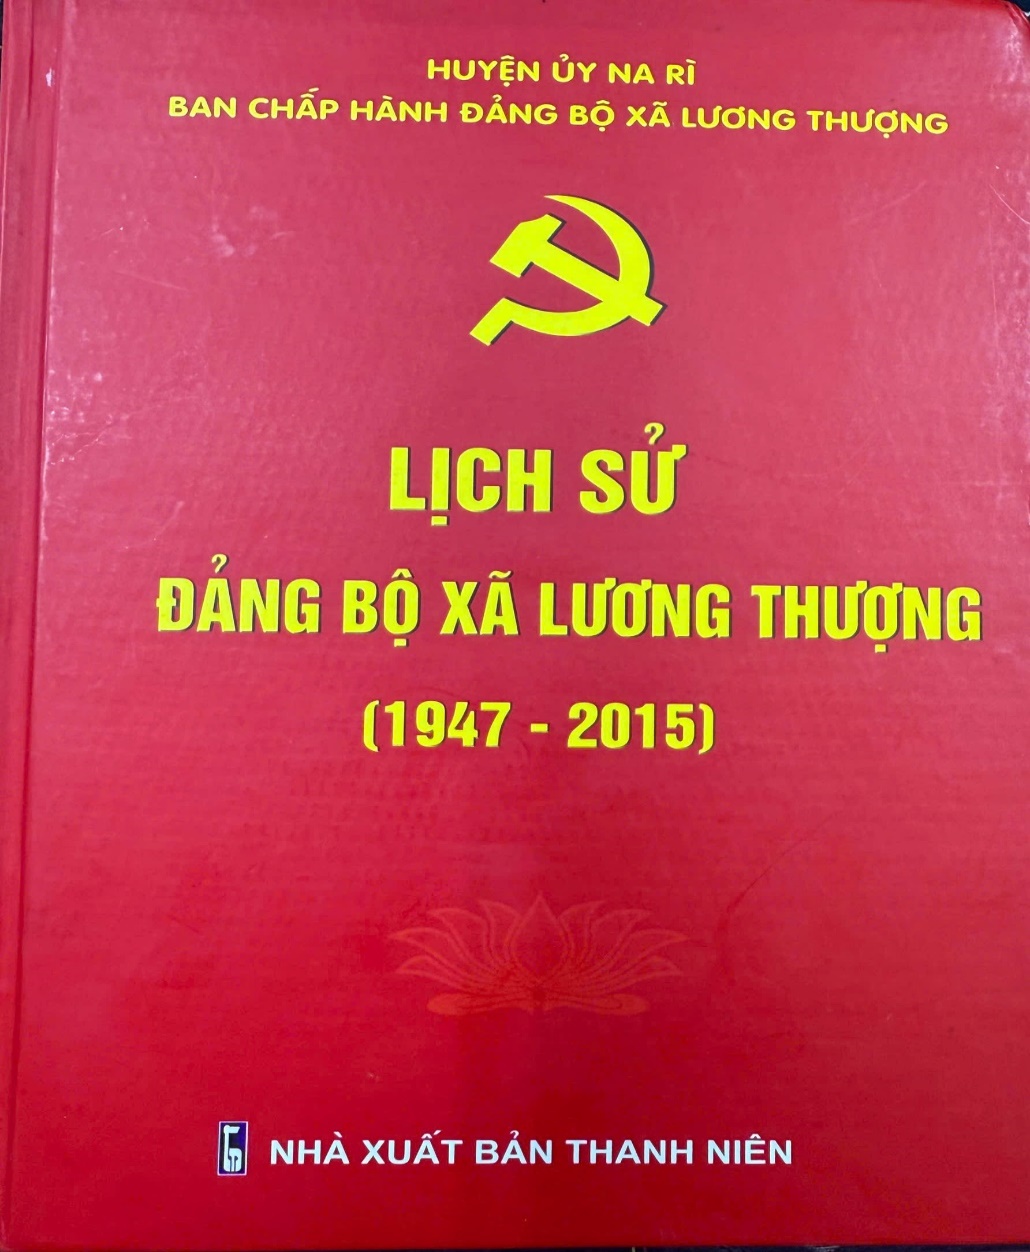 HUYỆN ỦY NA RÌ
BAN CHẤP HÀNH ĐẢNG BỘ XÃ LƯƠNG THƯỢNG
LỊCH SỬ
ĐẢNG BỘ XÃ LƯƠNG THƯỢNG
(1947 - 2015)
NHÀ XUẤT BẢN THANH NIÊN